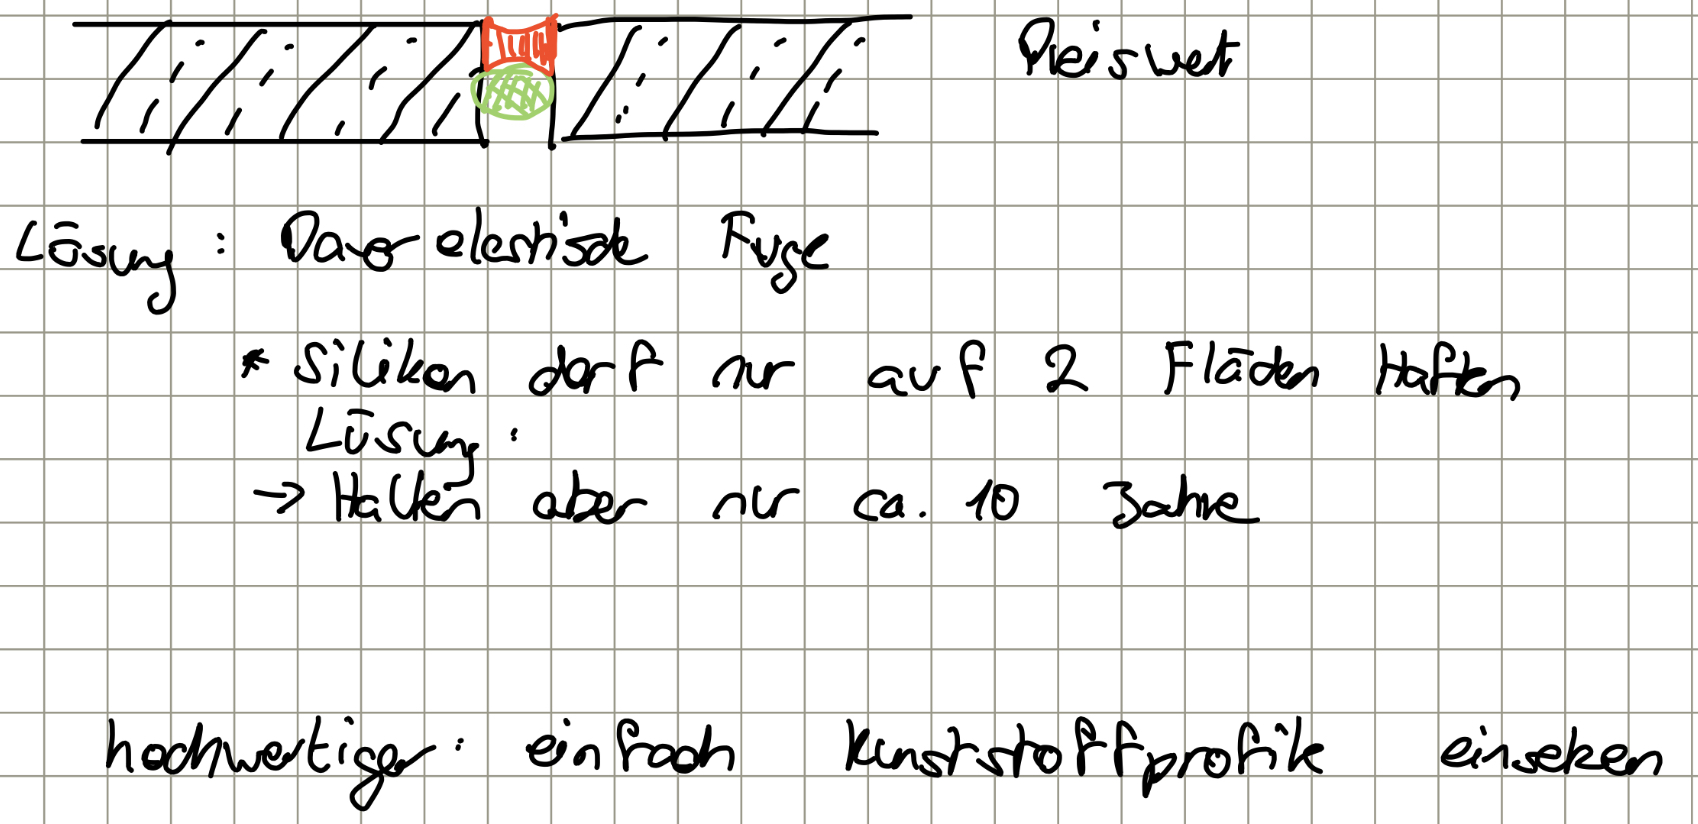 Preiswert
Lösung: Dauerelastische Fuge
* Silikon darf nur auf 2 Flächen Haften
Lösung:
→ Halten aber nur ca. 10 Jahre
hochwertiger: einfach Kunststoffprofile einsetzen